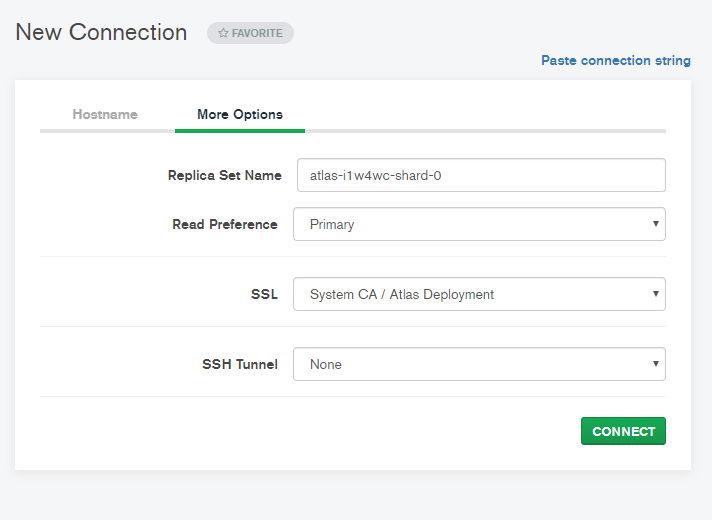 New Connection
☆ FAVORITE
Paste connection string
Hostname
More Options
Replica Set Name
atlas-i1w4wc-shard-0
Read Preference
Primary
SSL
System CA / Atlas Deployment
SSH Tunnel
None
CONNECT